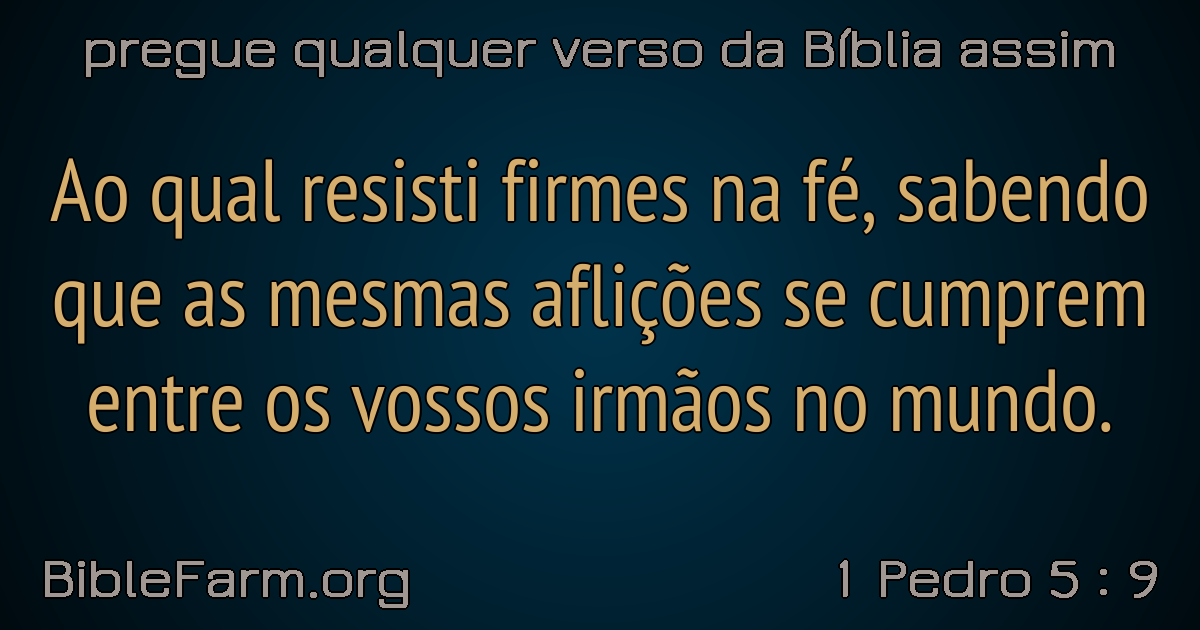 pregue qualquer verso da Bíblia assim
Ao qual resisti firmes na fé, sabendo
que as mesmas aflições se cumprem
entre os vossos irmãos no mundo.
BibleFarm.org
1 Pedro 5 : 9